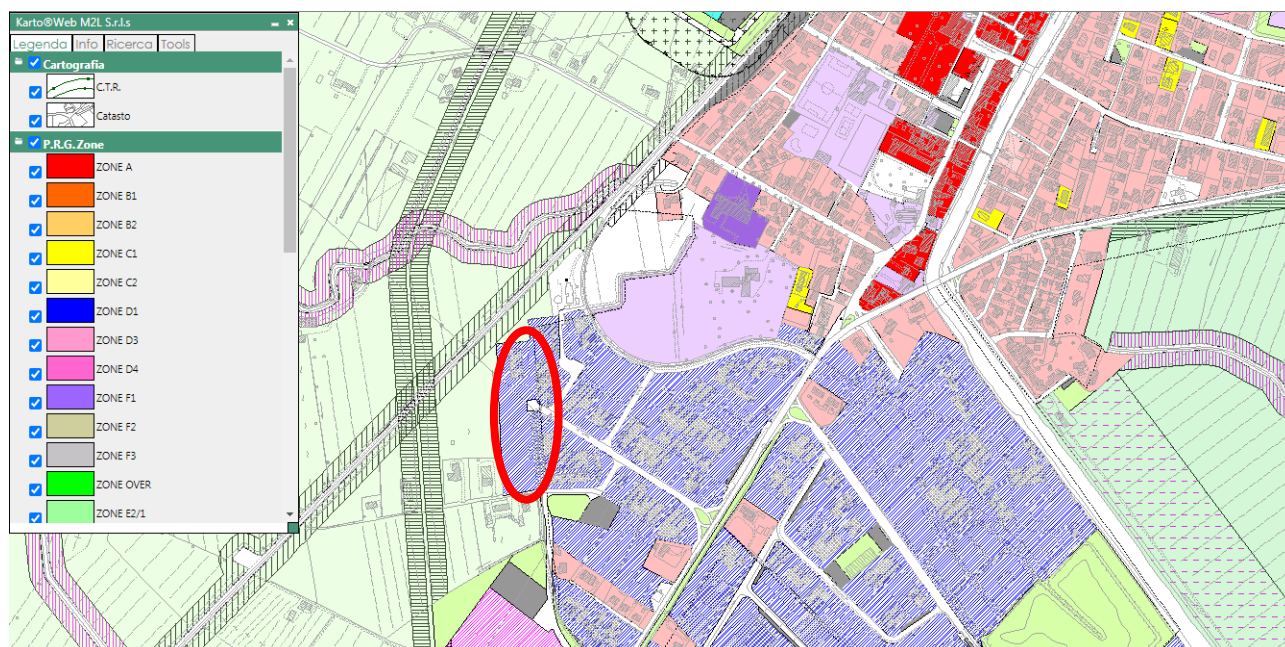 Karto®Web M2L S.r.l.s
Legenda Info Ricerca Tools
Cartografia
C.T.R.
Catasto
P.R.G.Zone
ZONE A
ZONE B1
ZONE B2
ZONE C1
ZONE C2
ZONE D1
ZONE D3
ZONE D4
ZONE F1
ZONE F2
ZONE F3
ZONE OVER
ZONE E2/1